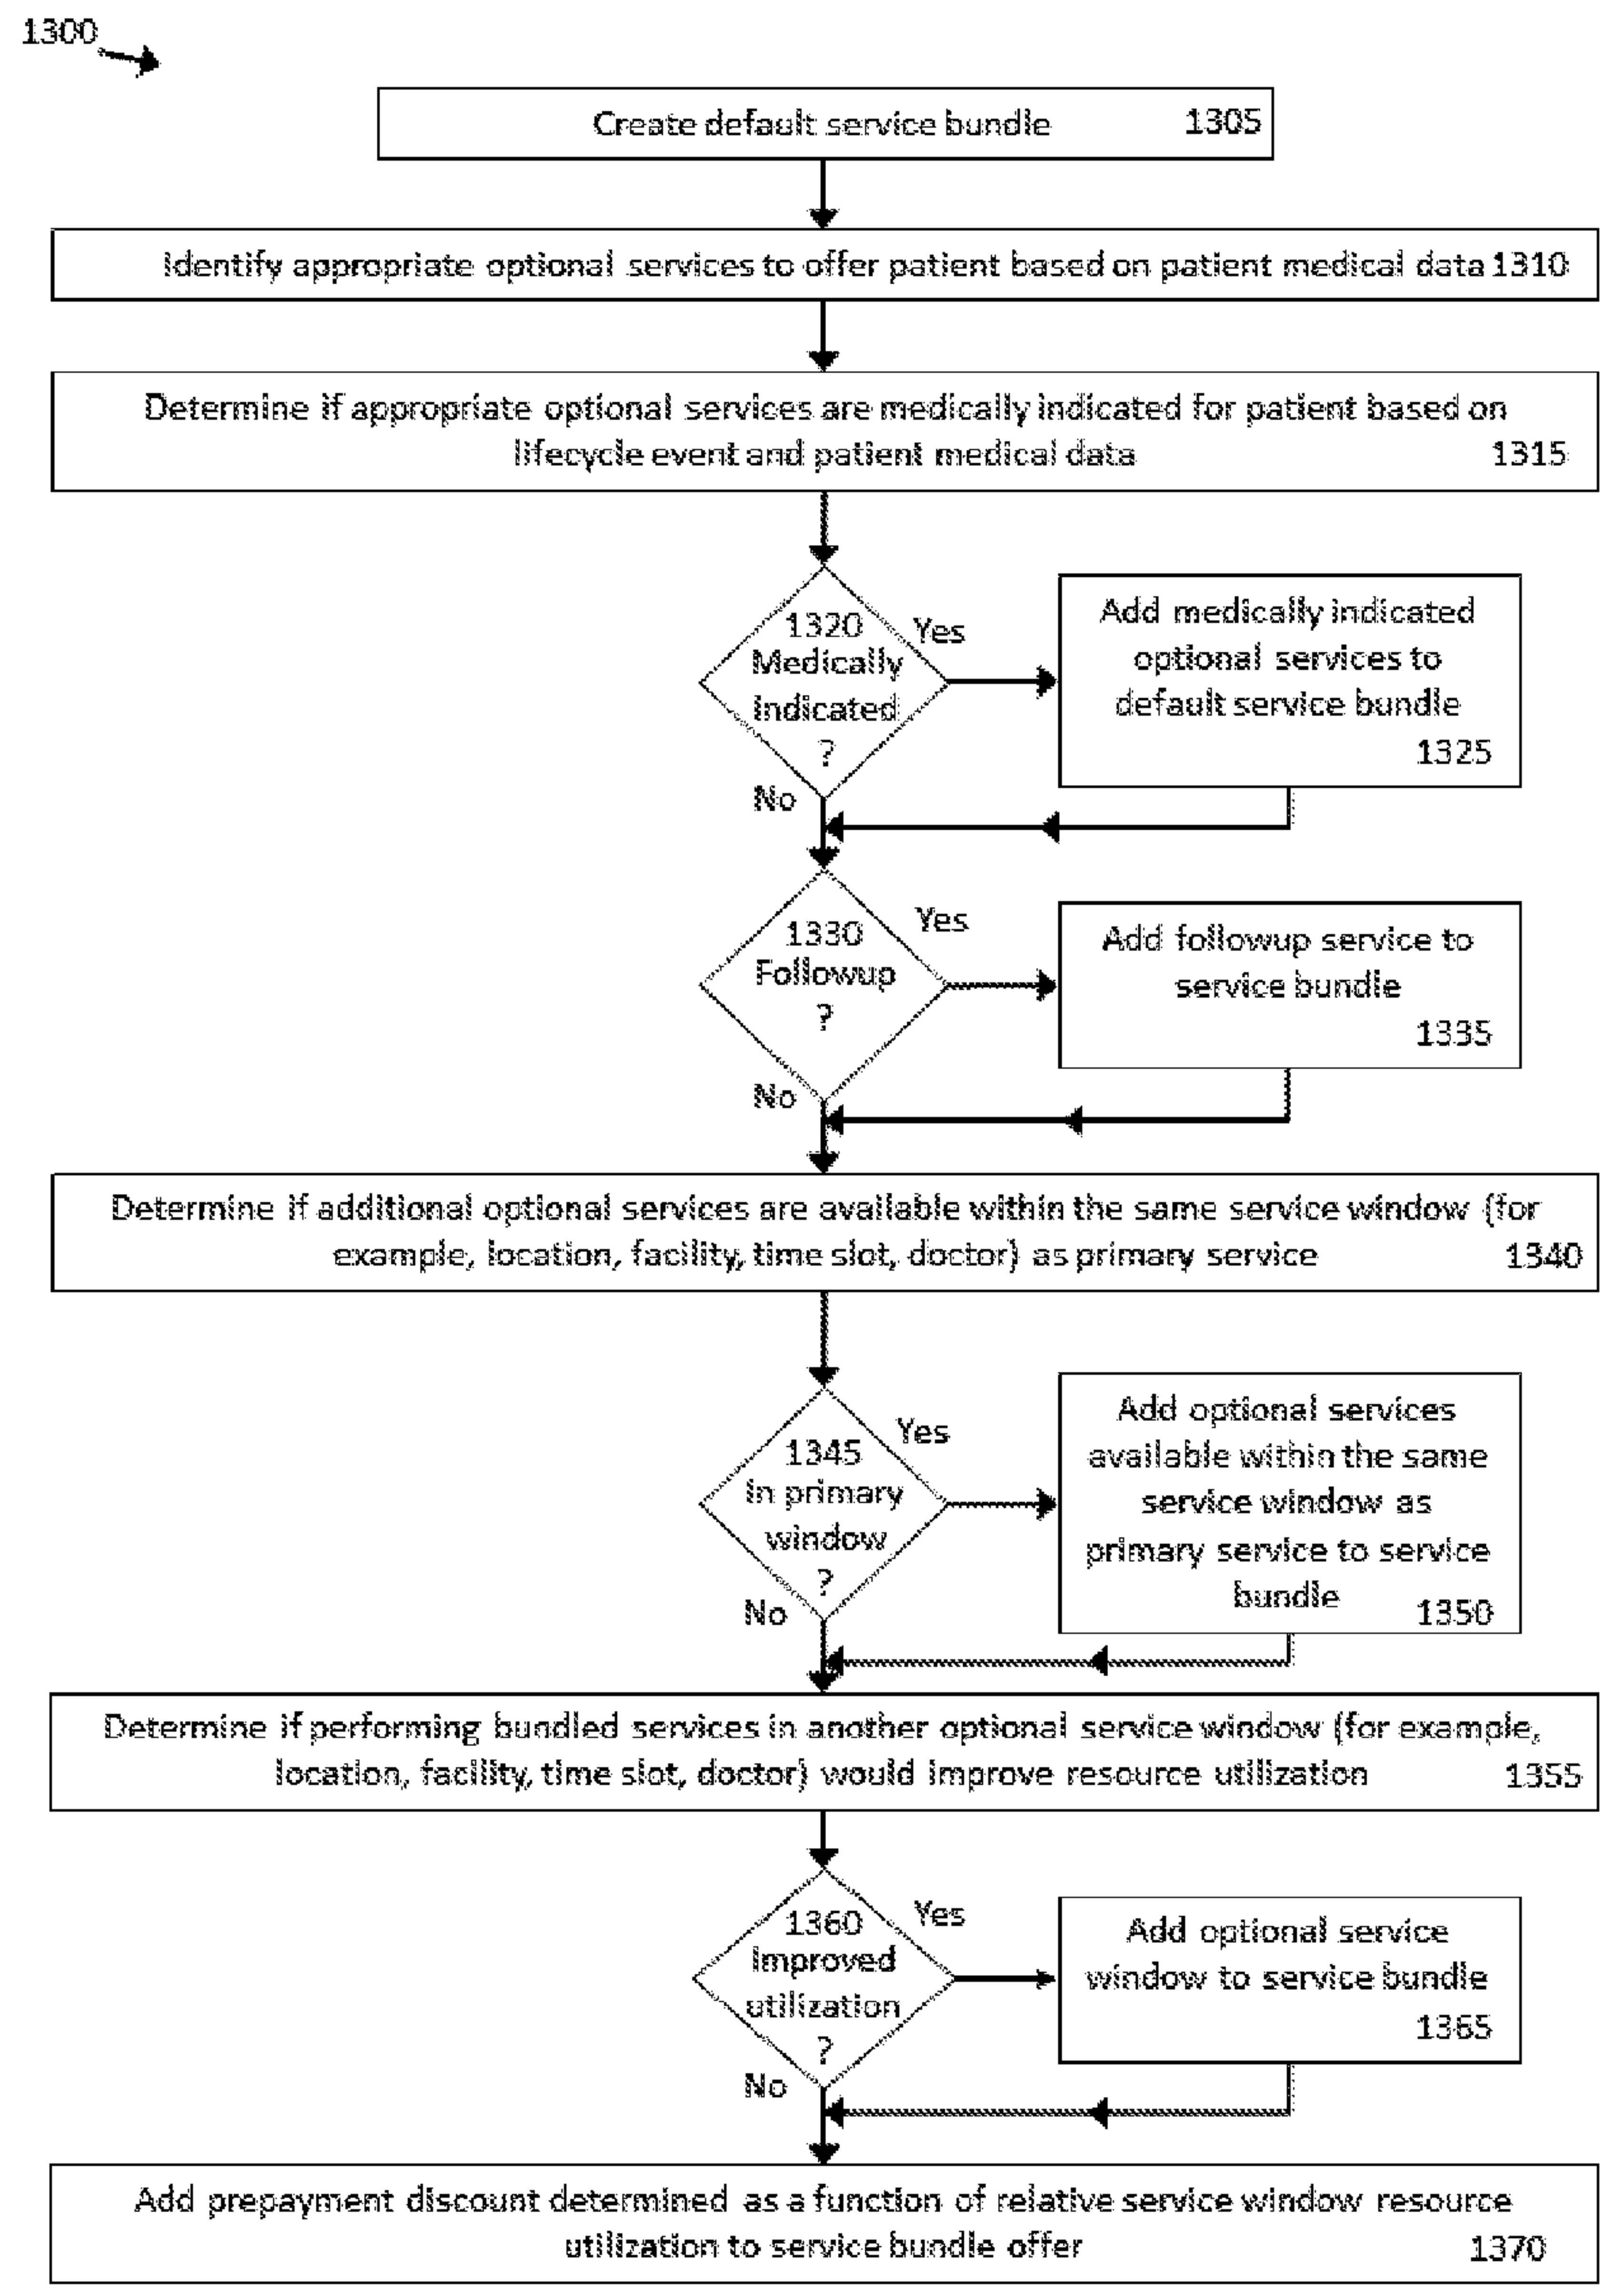 1300
Create default service bundle 1305
Identify appropriate optional services to offer patient based on patient medical data 1310
Determine if appropriate optional services are medically indicated for patient based on
lifecycle event and patient medical data 1315
1320
Medically
indicated
?
Yes
Add medically indicated
optional services to
default service bundle
1325
No
1330
Followup
?
Yes
Add followup service to
service bundle
1335
No
Determine if additional optional services are available within the same service window (for
example, location, facility, time slot, doctor) as primary service 1340
1345
In primary
window
?
Yes
Add optional services
available within the same
service window as
primary service to service
bundle 1350
No
Determine if performing bundled services in another optional service window (for example,
location, facility, time slot, doctor) would improve resource utilization 1355
1360
Improved
utilization
?
Yes
Add optional service
window to service bundle
1365
No
Add prepayment discount determined as a function of relative service window resource
utilization to service bundle offer 1370